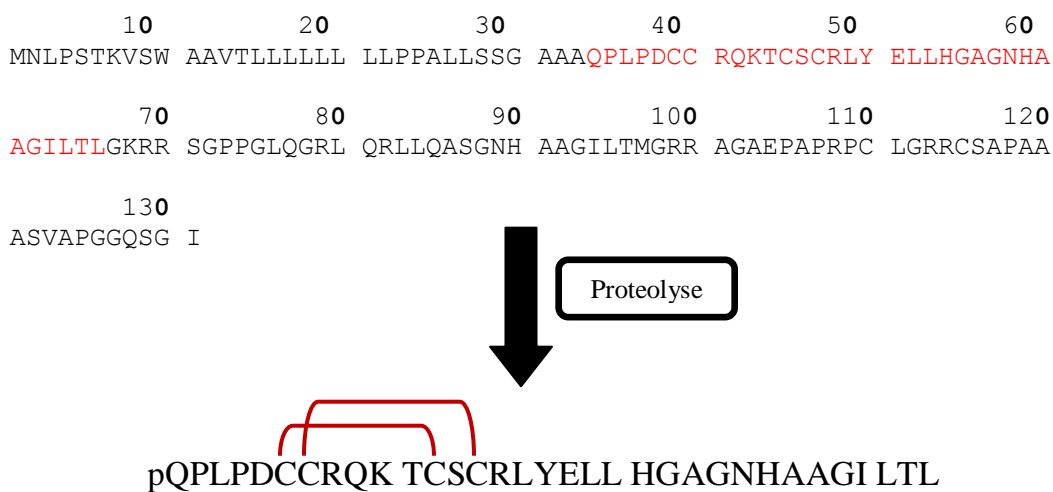 10 20 30 40 50 60
MNLPSTKVSW AAVTLLLLLL LLPPALLSSG AAAQPLPDCC RQKTCSCRLY ELLHGAGNHA
70 80 90 100 110 120
AGILTLGKRR SGPPGLQGRL QRLLQASGNH AAGILTMGRR AGAEPAPRPC LGRRCSAPAA
130
ASVAPGGQSG I
Proteolyse
pQPLPDCCRQK TCSCRLYELL HGAGNHAAGI LTL